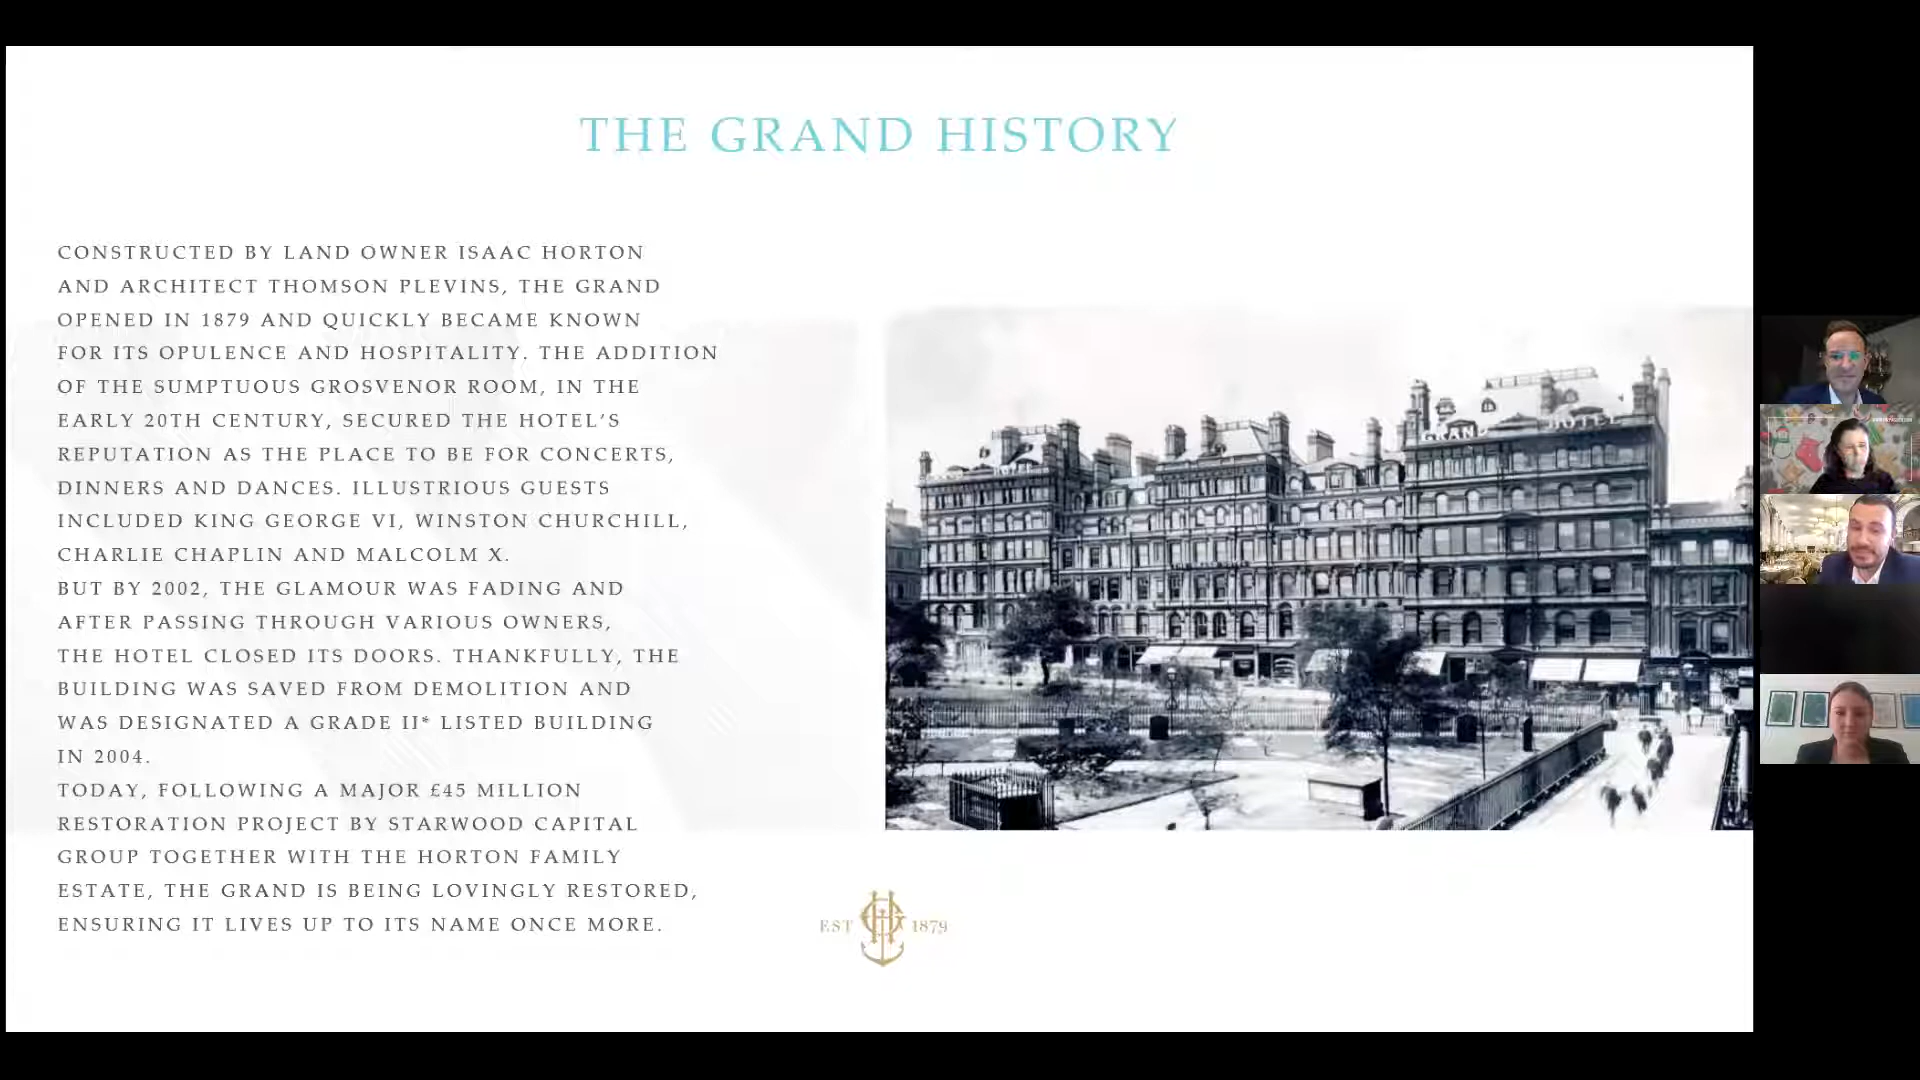 THE GRAND HISTORY
CONSTRUCTED BY LAND OWNER ISAAC HORTON
AND ARCHITECT THOMSON PLEVINS, THE GRAND
OPENED IN 1879 AND QUICKLY BECAME KNOWN
FOR ITS OPULENCE AND HOSPITALITY. THE ADDITION
OF THE SUMPTUOUS GROSVENOR ROOM, IN THE
EARLY 20TH CENTURY, SECURED THE HOTEL'S
REPUTATION AS THE PLACE TO BE FOR CONCERTS,
DINNERS AND DANCES. ILLUSTRIOUS GUESTS
INCLUDED KING GEORGE VI, WINSTON CHURCHILL,
CHARLIE CHAPLIN AND MALCOLM X.
BUT BY 2002, THE GLAMOUR WAS FADING AND
AFTER PASSING THROUGH VARIOUS OWNERS,
THE HOTEL CLOSED ITS DOORS. THANKFULLY, THE
BUILDING WAS SAVED FROM DEMOLITION AND
WAS DESIGNATED A GRADE II* LISTED BUILDING
IN 2004.
TODAY, FOLLOWING A MAJOR £45 MILLION
RESTORATION PROJECT BY STARWOOD CAPITAL
GROUP TOGETHER WITH THE HORTON FAMILY
ESTATE, THE GRAND IS BEING LOVINGLY RESTORED,
ENSURING IT LIVES UP TO ITS NAME ONCE MORE.
GRAND HOTEL
EST 1879